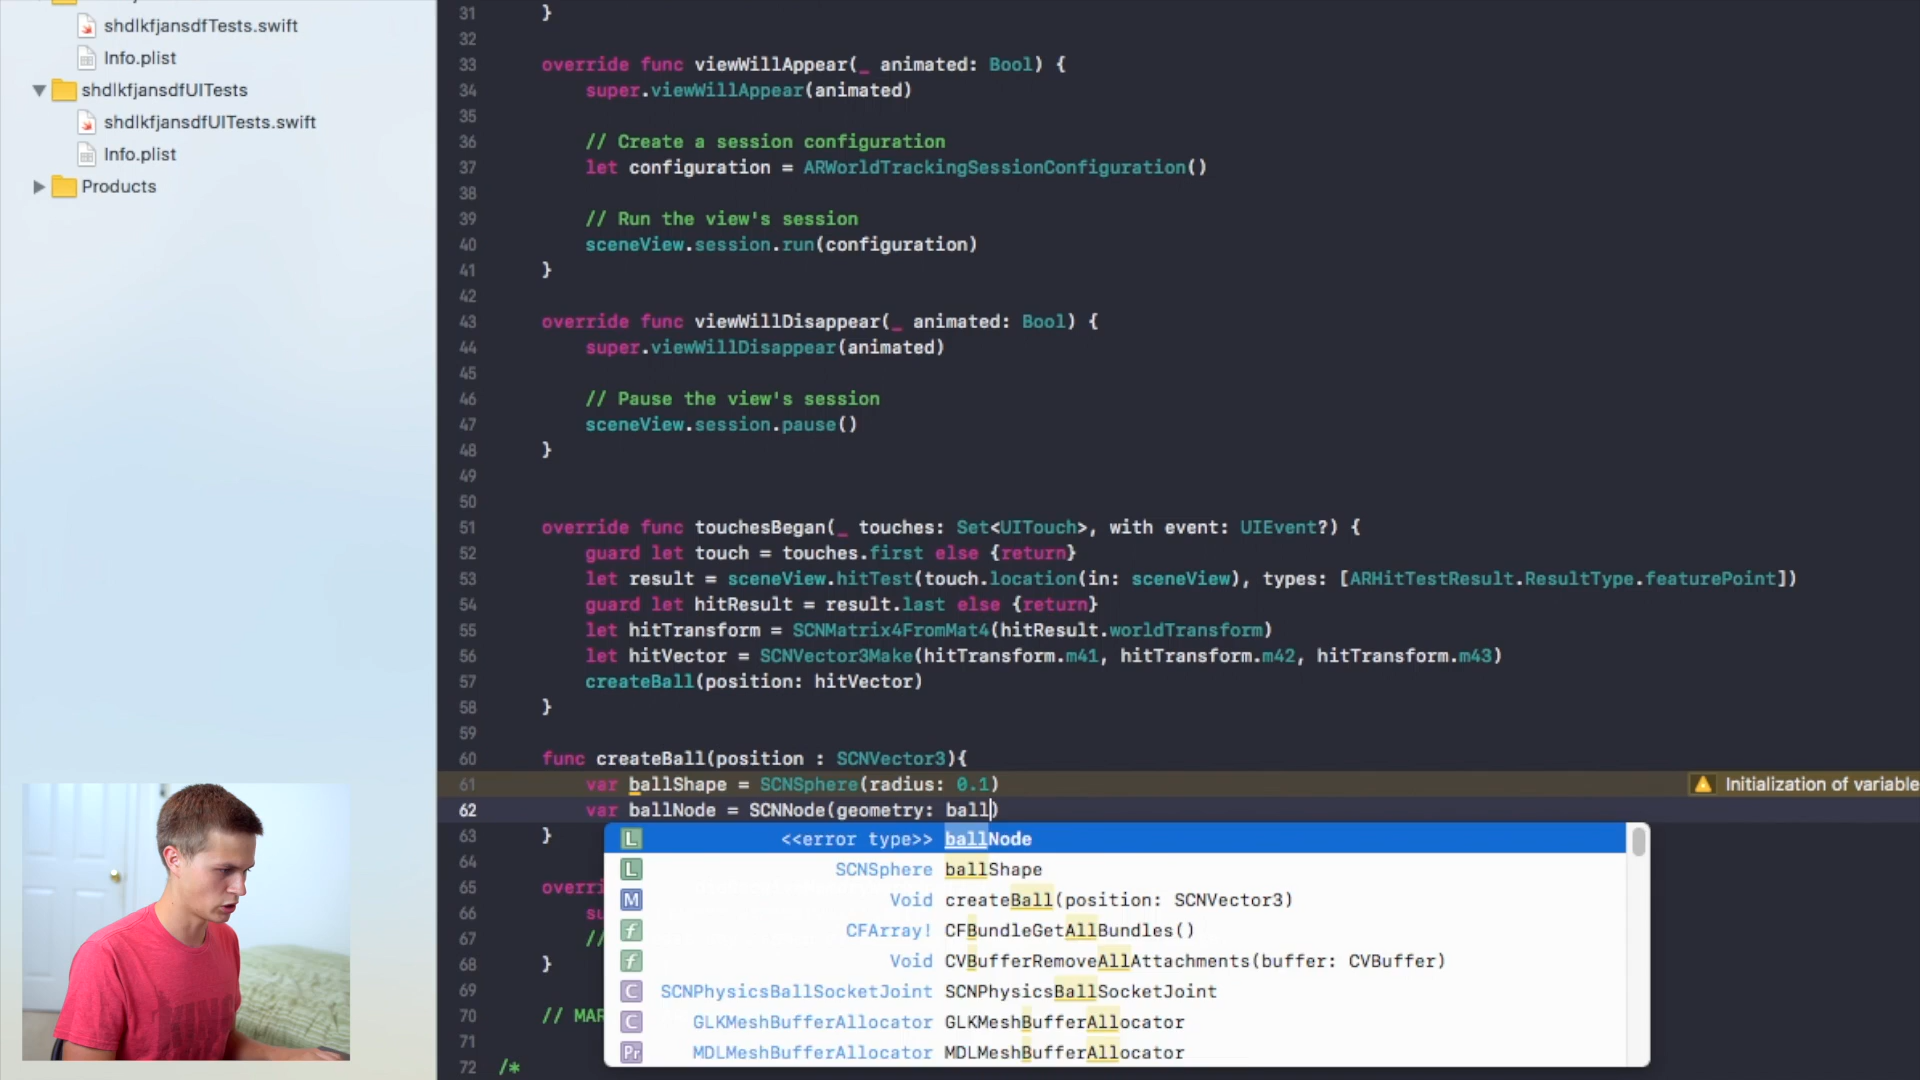 shdlkfjansdfTests.swift
Info.plist
shdlkfjansdfUITests
shdlkfjansdfUITests.swift
Info.plist
Products
31 }
32
33 override func viewWillAppear(_ animated: Bool) {
34 super.viewWillAppear(animated)
35
36 // Create a session configuration
37 let configuration = ARWorldTrackingSessionConfiguration()
38
39 // Run the view's session
40 sceneView.session.run(configuration)
41 }
42
43 override func viewWillDisappear(_ animated: Bool) {
44 super.viewWillDisappear(animated)
45
46 // Pause the view's session
47 sceneView.session.pause()
48 }
49
50
51 override func touchesBegan(_ touches: Set<UITouch>, with event: UIEvent?) {
52 guard let touch = touches.first else {return}
53 let result = sceneView.hitTest(touch.location(in: sceneView), types: [ARHitTestResult.ResultType.featurePoint])
54 guard let hitResult = result.last else {return}
55 let hitTransform = SCNMatrix4FromMat4(hitResult.worldTransform)
56 let hitVector = SCNVector3Make(hitTransform.m41, hitTransform.m42, hitTransform.m43)
57 createBall(position: hitVector)
58 }
59
60 func createBall(position : SCNVector3){
61 var ballShape = SCNSphere(radius: 0.1) Initialization of variable
62 var ballNode = SCNNode(geometry: ball)
63 }
64
65 overri
66 su
67 //
68 }
69
70 // MAR
71
72 /*
L <<error type>> ballNode
L SCNSphere ballShape
M Void createBall(position: SCNVector3)
f CFArray! CFBundleGetAllBundles()
f Void CVBufferRemoveAllAttachments(buffer: CVBuffer)
C SCNPhysicsBallSocketJoint SCNPhysicsBallSocketJoint
C GLKMeshBufferAllocator GLKMeshBufferAllocator
Pr MDLMeshBufferAllocator MDLMeshBufferAllocator